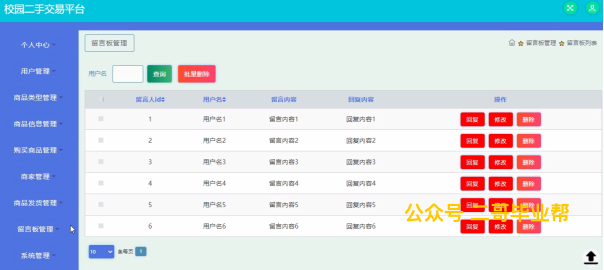 校园二手交易平台
个人中心
用户管理
商品类型管理
商品信息管理
购买商品管理
商家管理
商品发货管理
留言板管理
系统管理
留言板管理
留言板管理 留言板列表
用户名 查询 批量删除
留言人id 用户名 留言内容 回复内容 操作
1 用户名1 留言内容1 回复内容1 回复 修改 删除
2 用户名2 留言内容2 回复内容2 回复 修改 删除
3 用户名3 留言内容3 回复内容3 回复 修改 删除
4 用户名4 留言内容4 回复内容4 回复 修改 删除
5 用户名5 留言内容5 回复内容5 回复 修改 删除
6 用户名6 留言内容6 回复内容6 回复 修改 删除
公众号 二哥毕业帮
10 条每页 1